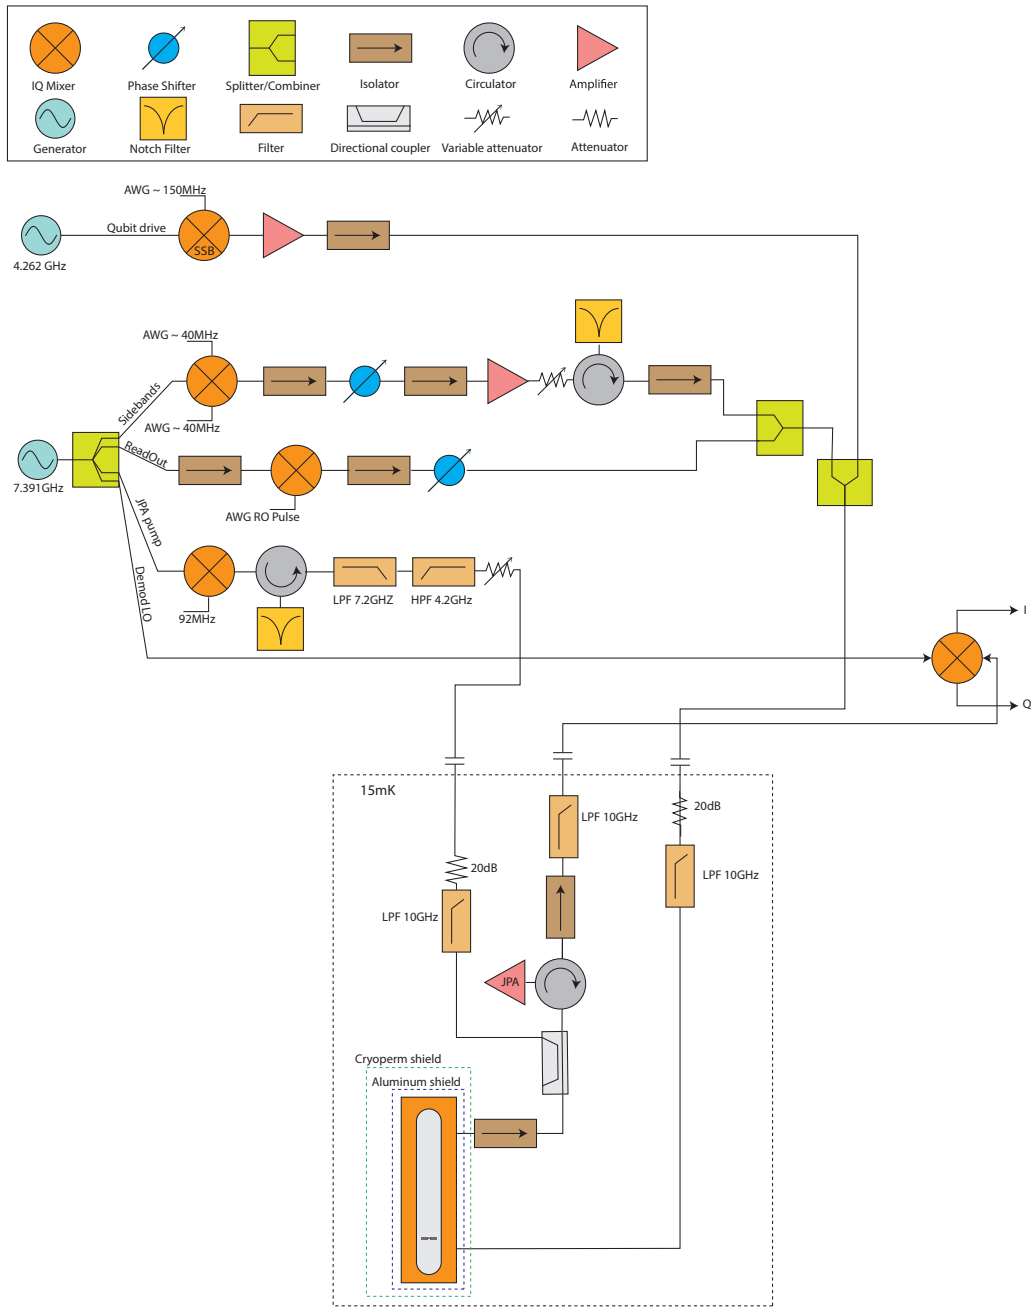 IQ Mixer
Phase Shifter
Splitter/Combiner
Isolator
Circulator
Amplifier
Generator
Notch Filter
Filter
Directional coupler
Variable attenuator
Attenuator
AWG ~ 150MHz
Qubit drive
SSB
4.262 GHz
AWG ~ 40MHz
Sidebands
AWG ~ 40MHz
ReadOut
7.391GHz
AWG RO Pulse
JPA pump
Demod LO
92MHz
LPF 7.2GHZ
HPF 4.2GHz
I
Q
15mK
20dB
LPF 10GHz
LPF 10GHz
20dB
LPF 10GHz
JPA
Cryoperm shield
Aluminum shield